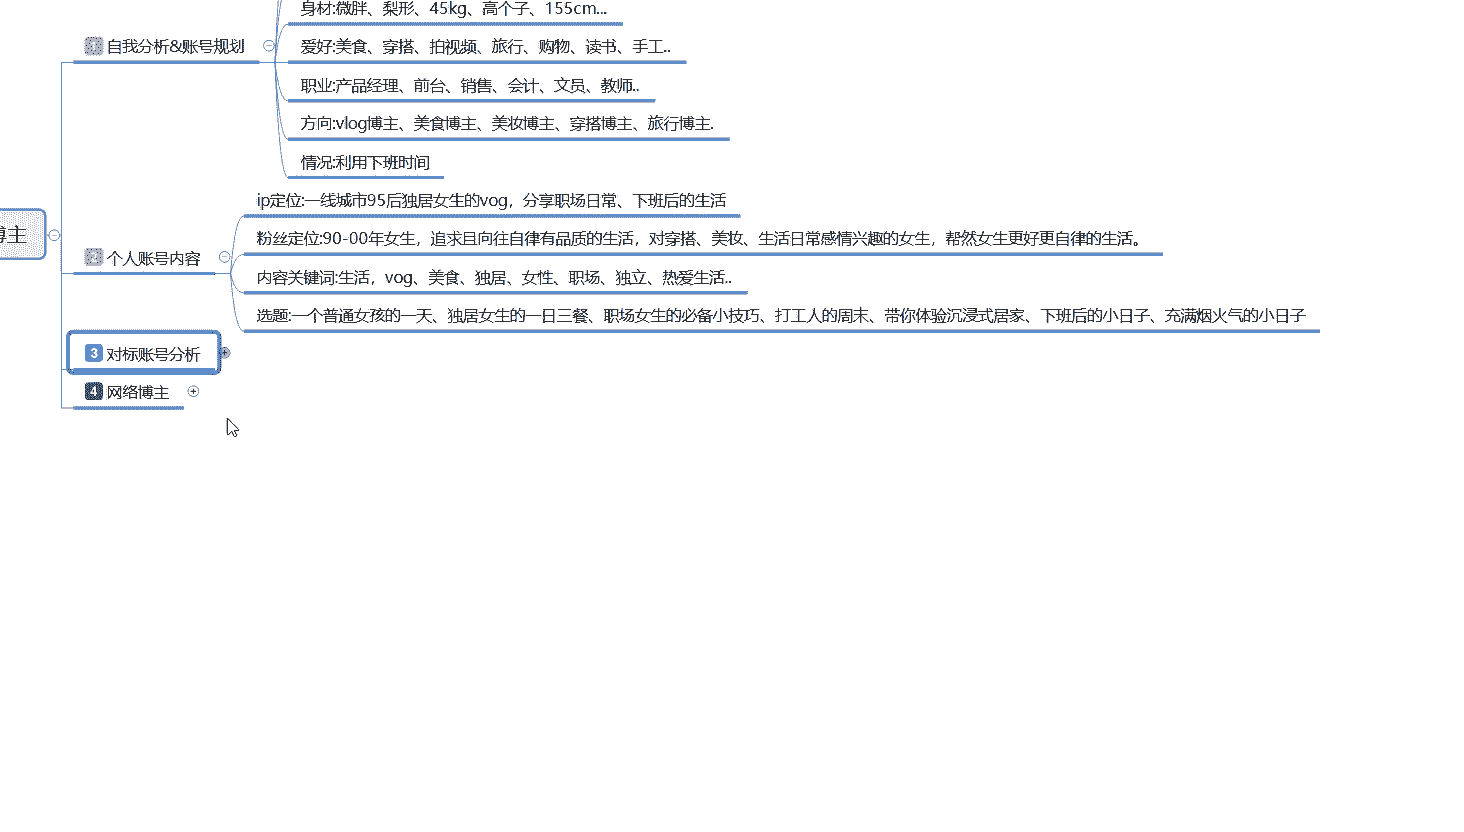 身材:微胖、梨形、45kg、高个子、155cm...
1 自我分析&账号规划
爱好:美食、穿搭、拍视频、旅行、购物、读书、手工..
职业:产品经理、前台、销售、会计、文员、教师..
方向:vlog博主、美食博主、美妆博主、穿搭博主、旅行博主.
情况:利用下班时间
博主
2 个人账号内容
ip定位:一线城市95后独居女生的vog，分享职场日常、下班后的生活
粉丝定位:90-00年女生，追求且向往自律有品质的生活，对穿搭、美妆、生活日常感情兴趣的女生，帮然女生更好更自律的生活。
内容关键词:生活，vog、美食、独居、女性、职场、独立、热爱生活..
选题:一个普通女孩的一天、独居女生的一日三餐、职场女生的必备小技巧、打工人的周末、带你体验沉浸式居家、下班后的小日子、充满烟火气的小日子
3 对标账号分析
4 网络博主